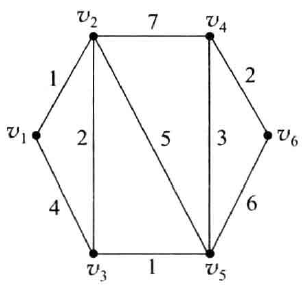 v₂ 7 v₄
1 2
v₁ 2 5 3 v₆
4 6
v₃ 1 v₅